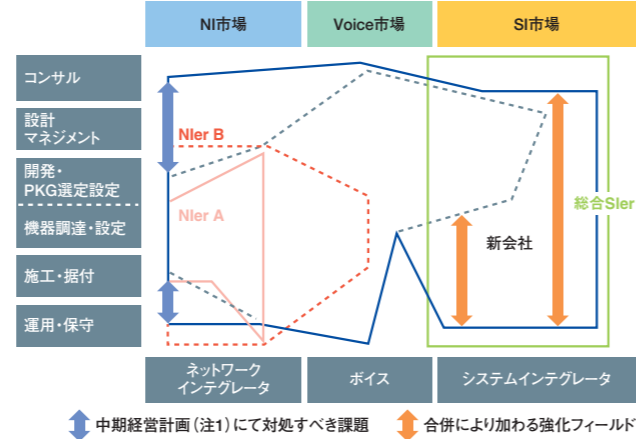 NI市場
Voice市場
SI市場
コンサル
設計
マネジメント
開発・
PKG選定設定
機器調達・設定
施工・据付
運用・保守
NIer B
NIer A
新会社
総合SIer
ネットワーク
インテグレータ
ボイス
システムインテグレータ
中期経営計画（注1）にて対処すべき課題
合併により加わる強化フィールド